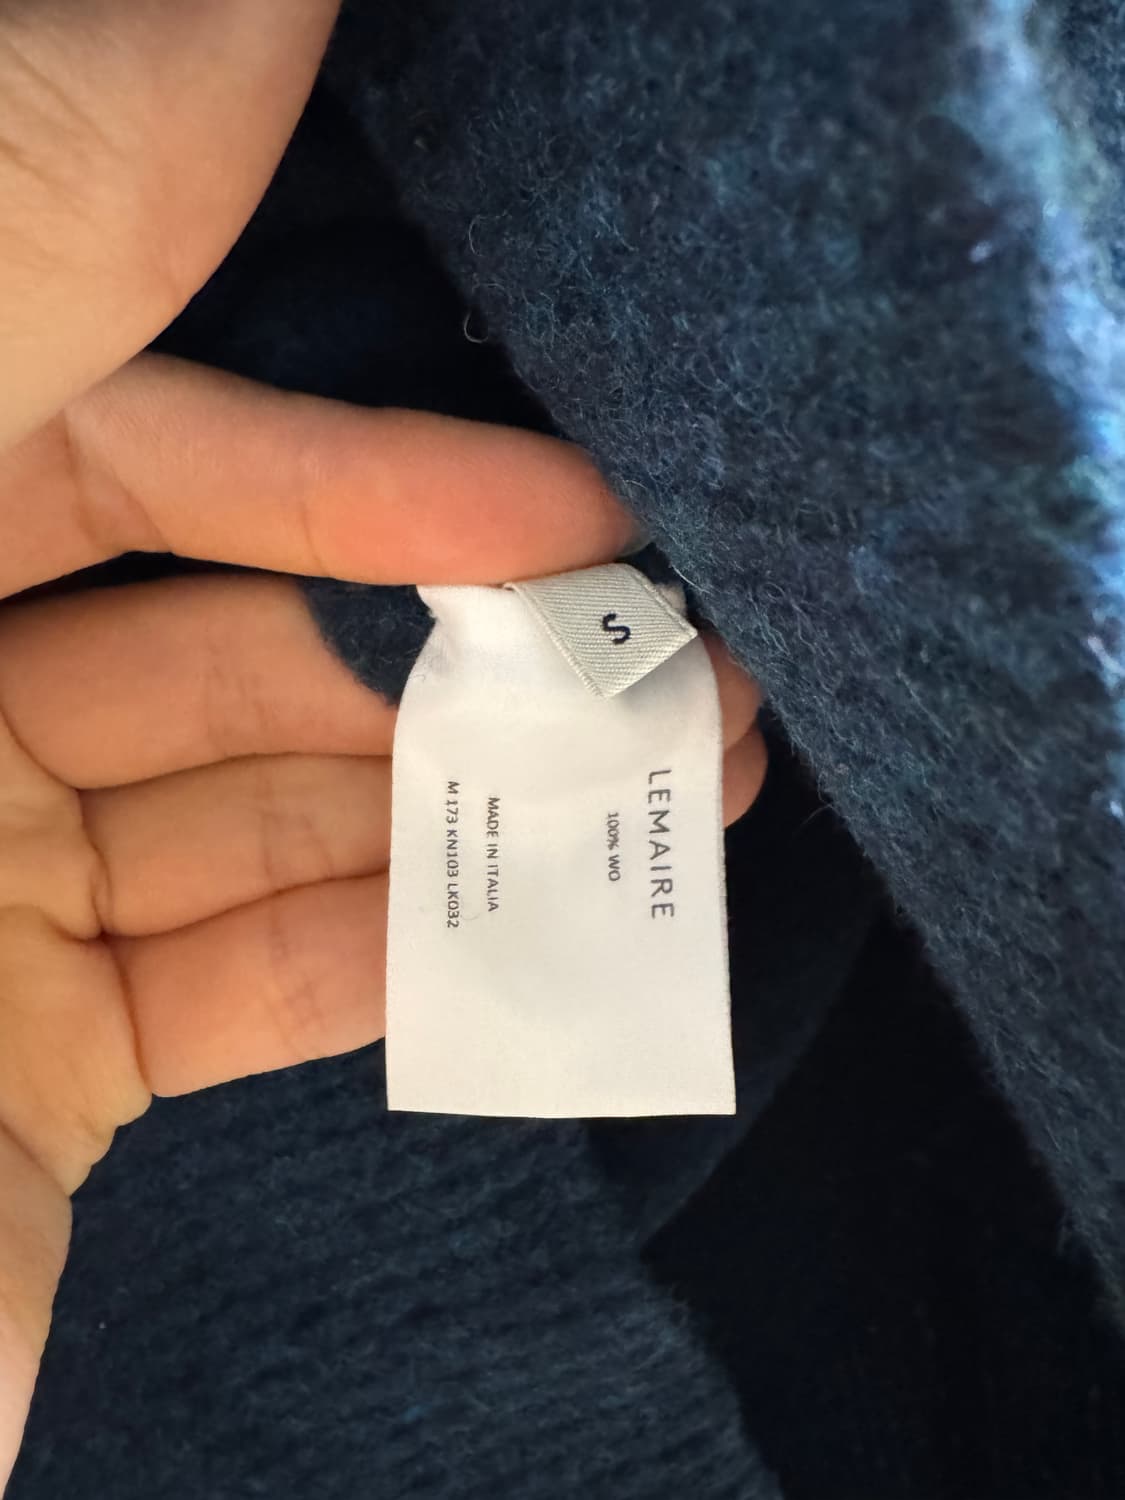 S
LEMAIRE
100% WO
MADE IN ITALIA
M 173 KN103 LK032